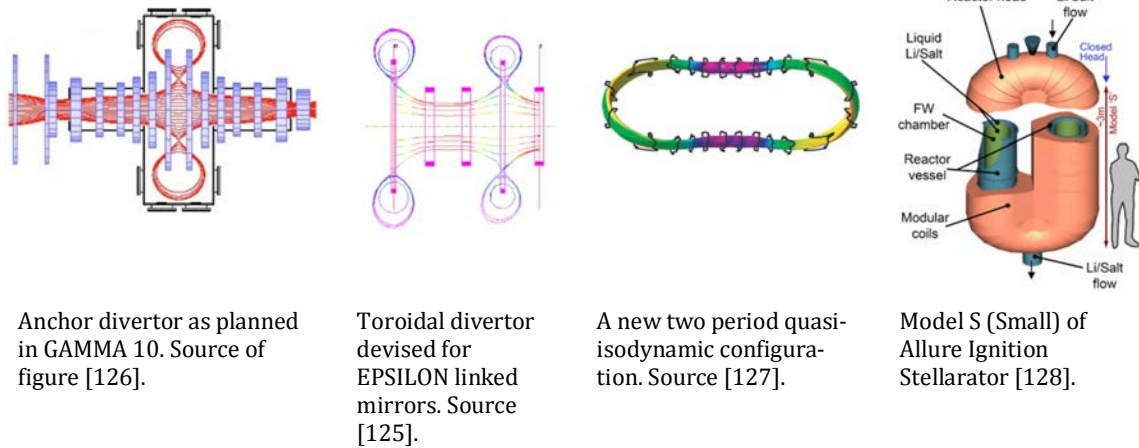 Liquid
Li/Salt
flow
Closed
Head
FW
chamber
~3m
Model 'S'
Reactor
vessel
Modular
coils
Li/Salt
flow
Anchor divertor as planned
in GAMMA 10. Source of
figure [126].
Toroidal divertor
devised for
EPSILON linked
mirrors. Source
[125].
A new two period quasi-
isodynamic configura-
tion. Source [127].
Model S (Small) of
Allure Ignition
Stellarator [128].